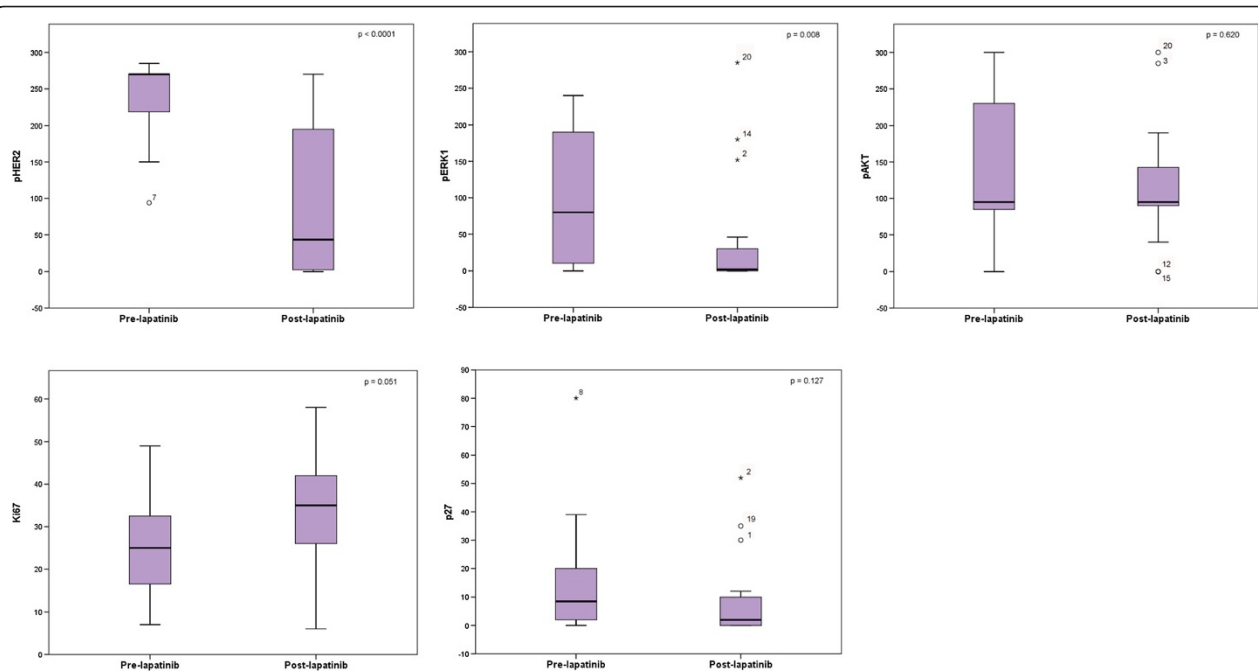 p < 0.0001
300
250
200
150
100
50
0
-50
pHER2
7
Pre-lapatinib
Post-lapatinib
p = 0.008
300
250
200
150
100
50
0
-50
pERK1
20
14
2
Pre-lapatinib
Post-lapatinib
p = 0.620
300
250
200
150
100
50
0
-50
pAKT
20
3
12
15
Pre-lapatinib
Post-lapatinib
p = 0.051
60
50
40
30
20
10
0
Ki67
Pre-lapatinib
Post-lapatinib
p = 0.127
90
80
70
60
50
40
30
20
10
0
-10
p27
8
2
19
1
Pre-lapatinib
Post-lapatinib